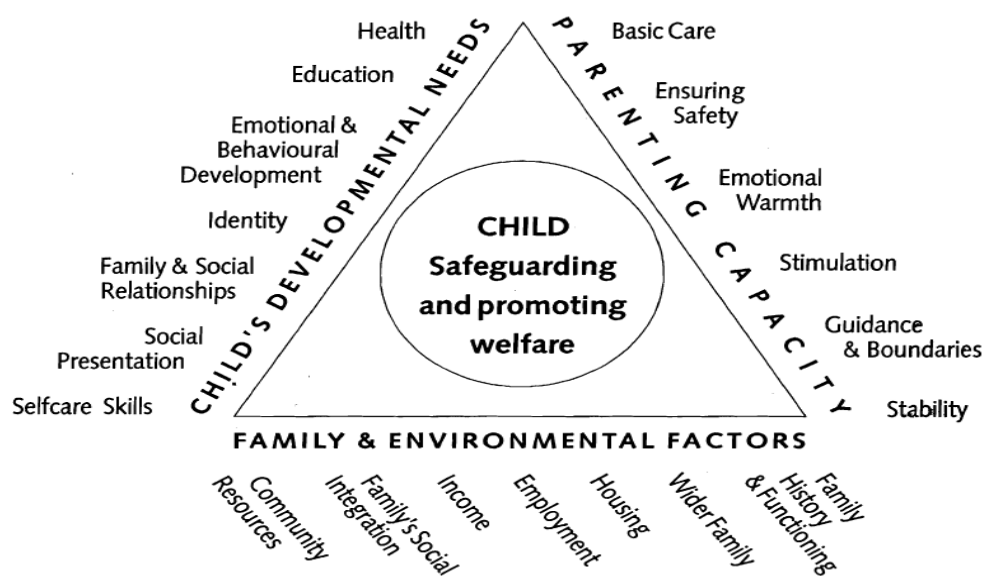 Health
Education
Emotional &
Behavioural
Development
Identity
Family & Social
Relationships
Social
Presentation
Selfcare Skills
CHILD'S DEVELOPMENTAL NEEDS
PARENTING CAPACITY
Basic Care
Ensuring
Safety
Emotional
Warmth
Stimulation
Guidance
& Boundaries
Stability
CHILD
Safeguarding
and promoting
welfare
FAMILY & ENVIRONMENTAL FACTORS
Community
Resources
Family's Social
Integration
Income
Employment
Housing
Wider Family
Family
History
& Functioning